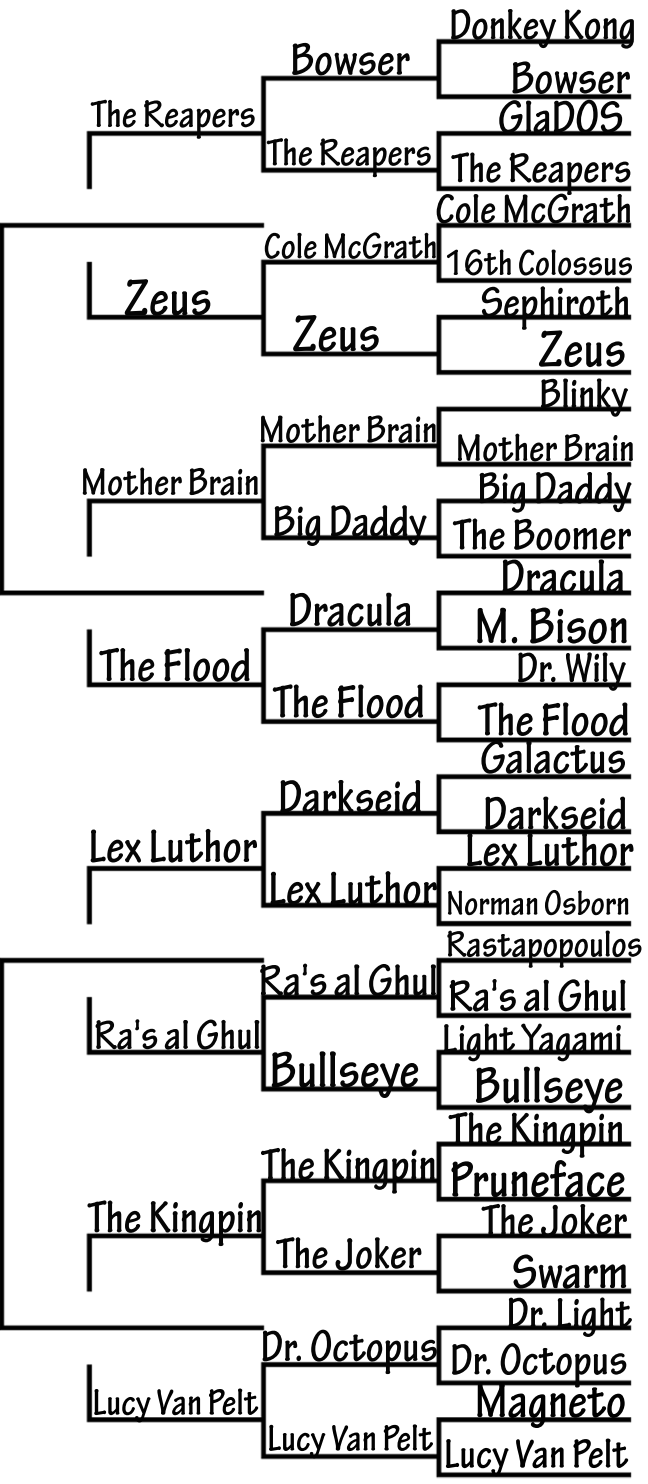 Donkey Kong
Bowser
Bowser
GlaDOS
The Reapers
The Reapers
The Reapers
Cole McGrath
Cole McGrath
16th Colossus
Sephiroth
Zeus
Zeus
Zeus
Blinky
Mother Brain
Mother Brain
Mother Brain
Big Daddy
Big Daddy
The Boomer
Dracula
Dracula
M. Bison
Dr. Wily
The Flood
The Flood
The Flood
Galactus
Darkseid
Darkseid
Lex Luthor
Lex Luthor
Lex Luthor
Norman Osborn
Rastapopoulos
Ra's al Ghul
Ra's al Ghul
Ra's al Ghul
Light Yagami
Bullseye
Bullseye
The Kingpin
The Kingpin
Pruneface
The Kingpin
The Joker
The Joker
Swarm
Dr. Light
Dr. Octopus
Dr. Octopus
Magneto
Lucy Van Pelt
Lucy Van Pelt
Lucy Van Pelt